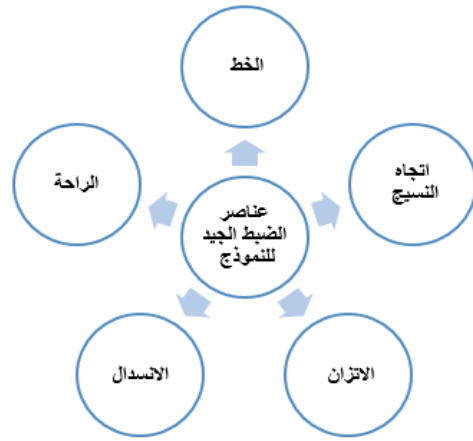 الخط
اتجاه
النسيج
الاتزان
الانسدال
الراحة
عناصر
الضبط الجيد
للنموذج